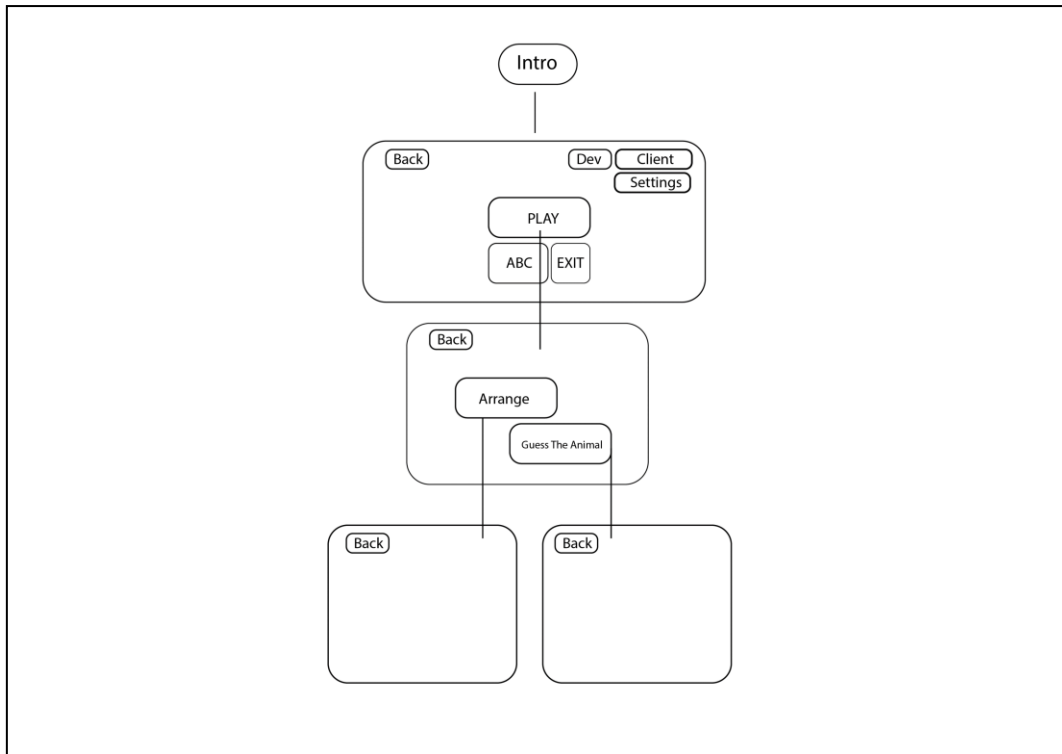 Intro
Back
Dev
Client
Settings
PLAY
ABC
EXIT
Back
Arrange
Guess The Animal
Back
Back